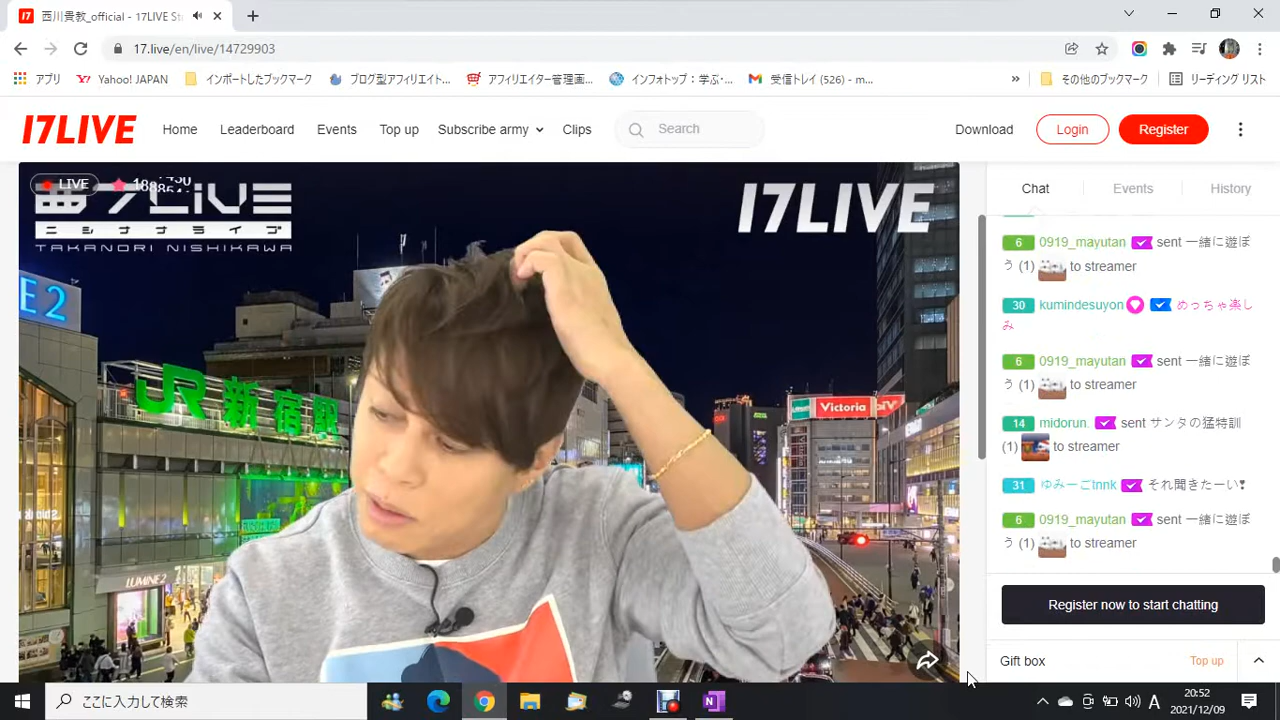 西川貴教_official - 17LIVE St
17.live/en/live/14729903
アプリ Yahoo! JAPAN インポートしたブックマーク ブログ型アフィリエイト... アフィリエイター管理画... インフォトップ：学ぶ・... 受信トレイ (526) - m... » その他のブックマーク リーディング リスト
17LIVE Home Leaderboard Events Top up Subscribe army Clips Search Download Login Register
LIVE
西7LIVE
ニシナナライブ
TAKANORI NISHIKAWA
17LIVE
E2
JR新宿駅
Victoria
LUMINE2
Chat Events History
6 0919_mayutan sent 一緒に遊ぼ
う (1) to streamer
30 kumindesuyon めっちゃ楽し
み
6 0919_mayutan sent 一緒に遊ぼ
う (1) to streamer
14 midorun. sent サンタの猛特訓
(1) to streamer
31 ゆみーごtnnk それ聞きたーい❣
6 0919_mayutan sent 一緒に遊ぼ
う (1) to streamer
Register now to start chatting
Gift box Top up
ここに入力して検索
A 20:52
2021/12/09